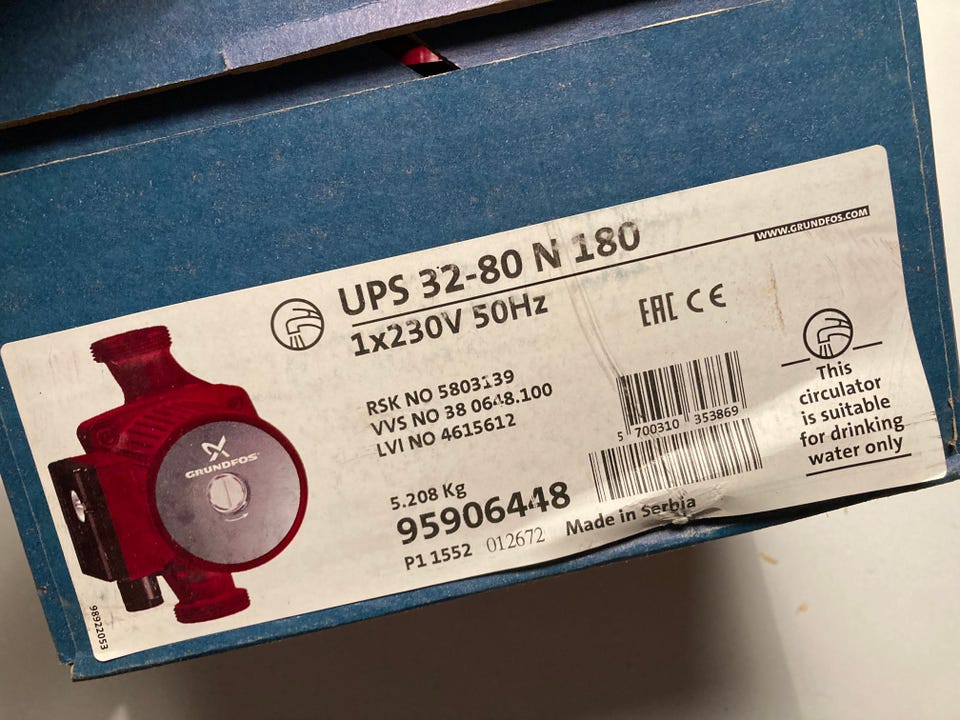 WWW.GRUNDFOS.COM
UPS 32-80 N 180
1x230V 50Hz
EAC CE
RSK NO 5803139
VVS NO 38 0648.100
LVI NO 4615612
5 700310 353869
This
circulator
is suitable
for drinking
water only
GRUNDFOS
5.208 Kg
95906448
P1 1552 012672 Made in Serbia
98922053